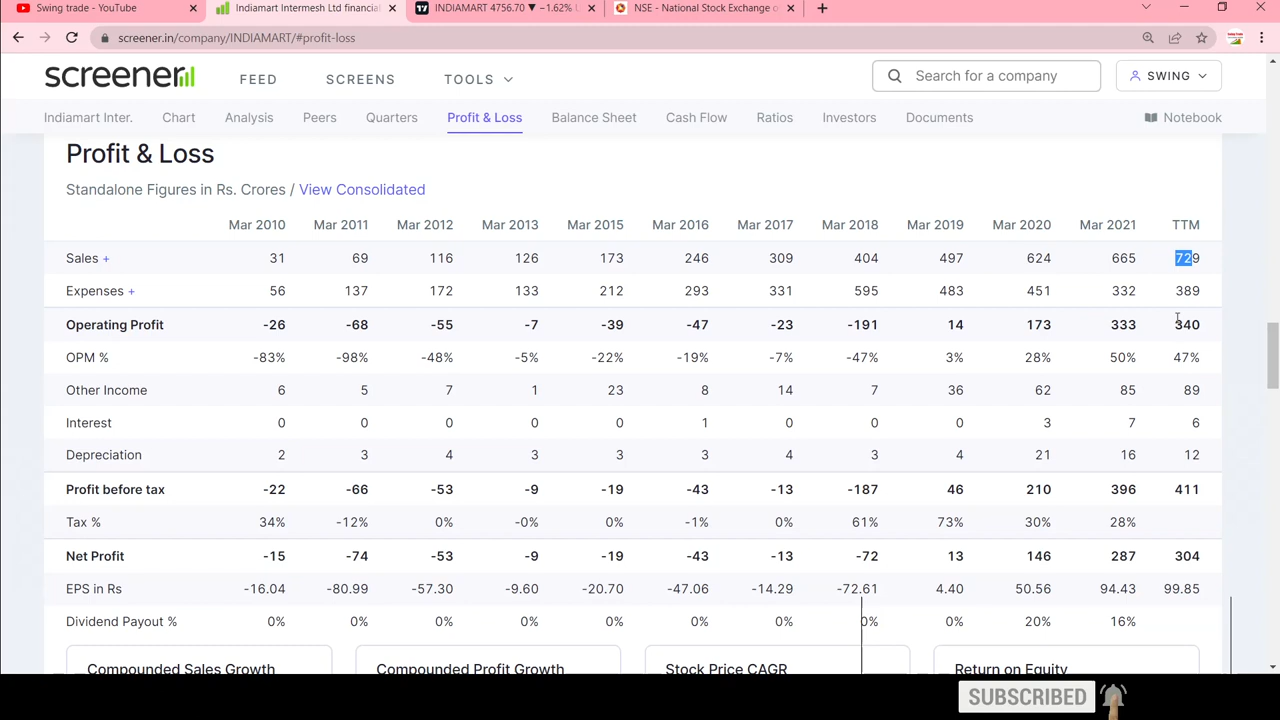 Swing trade - YouTube × Indiamart Intermesh Ltd financial × INDIAMART 4756.70 ▼ −1.62% × NSE - National Stock Exchange o × +
screener.in/company/INDIAMART/#profit-loss
screener FEED SCREENS TOOLS Search for a company SWING
Indiamart Inter. Chart Analysis Peers Quarters Profit & Loss Balance Sheet Cash Flow Ratios Investors Documents Notebook
Profit & Loss
Standalone Figures in Rs. Crores / View Consolidated
Mar 2010 Mar 2011 Mar 2012 Mar 2013 Mar 2015 Mar 2016 Mar 2017 Mar 2018 Mar 2019 Mar 2020 Mar 2021 TTM
Sales + 31 69 116 126 173 246 309 404 497 624 665 729
Expenses + 56 137 172 133 212 293 331 595 483 451 332 389
Operating Profit -26 -68 -55 -7 -39 -47 -23 -191 14 173 333 340
OPM % -83% -98% -48% -5% -22% -19% -7% -47% 3% 28% 50% 47%
Other Income 6 5 7 1 23 8 14 7 36 62 85 89
Interest 0 0 0 0 0 1 0 0 0 3 7 6
Depreciation 2 3 4 3 3 3 4 3 4 21 16 12
Profit before tax -22 -66 -53 -9 -19 -43 -13 -187 46 210 396 411
Tax % 34% -12% 0% -0% 0% -1% 0% 61% 73% 30% 28%
Net Profit -15 -74 -53 -9 -19 -43 -13 -72 13 146 287 304
EPS in Rs -16.04 -80.99 -57.30 -9.60 -20.70 -47.06 -14.29 -72.61 4.40 50.56 94.43 99.85
Dividend Payout % 0% 0% 0% 0% 0% 0% 0% 0% 0% 20% 16%
Compounded Sales Growth Compounded Profit Growth Stock Price CAGR Return on Equity
SUBSCRIBED